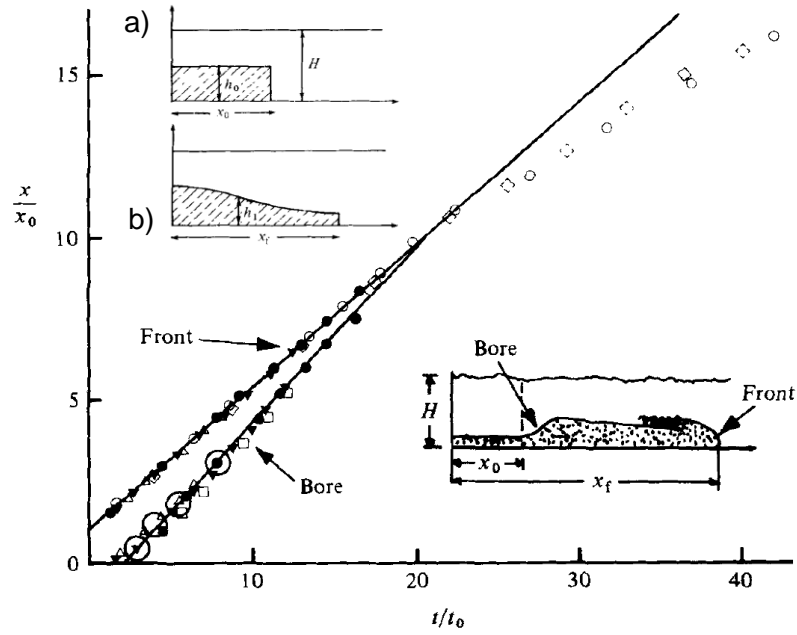 a)
H
h₀
x₀
b)
h₁
x_f
15
x/x₀
10
5
0
Front
Bore
Bore
Front
H
x₀
x_f
10
20
30
40
t/t₀